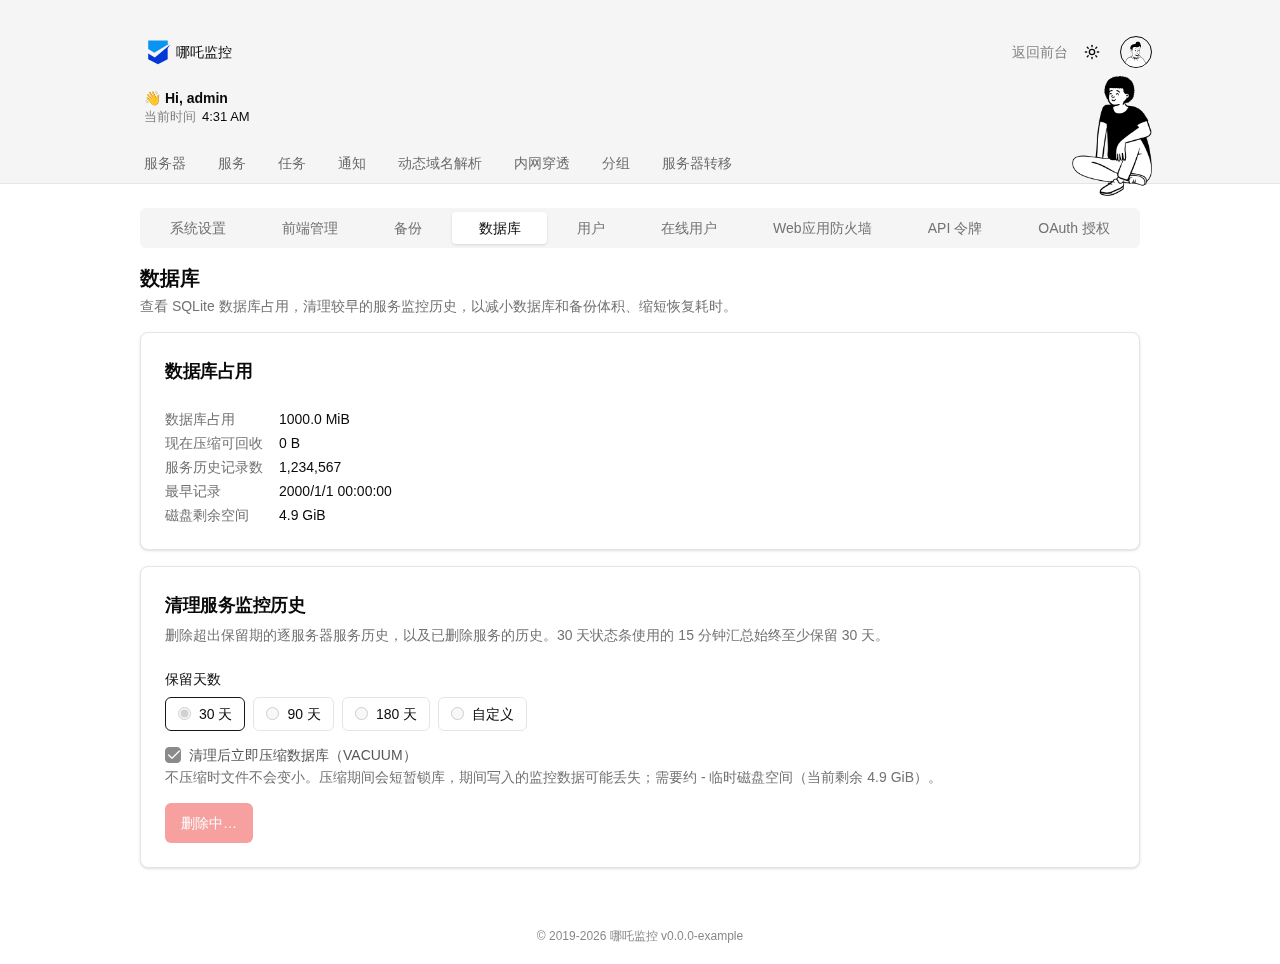 哪吒监控
返回前台
👋 Hi, admin
当前时间 4:31 AM
服务器 服务 任务 通知 动态域名解析 内网穿透 分组 服务器转移
系统设置 前端管理 备份 数据库 用户 在线用户 Web应用防火墙 API 令牌 OAuth 授权
数据库
查看 SQLite 数据库占用，清理较早的服务监控历史，以减小数据库和备份体积、缩短恢复耗时。
数据库占用
数据库占用 1000.0 MiB
现在压缩可回收 0 B
服务历史记录数 1,234,567
最早记录 2000/1/1 00:00:00
磁盘剩余空间 4.9 GiB
清理服务监控历史
删除超出保留期的逐服务器服务历史，以及已删除服务的历史。30 天状态条使用的 15 分钟汇总始终至少保留 30 天。
保留天数
30 天 90 天 180 天 自定义
清理后立即压缩数据库（VACUUM）
不压缩时文件不会变小。压缩期间会短暂锁库，期间写入的监控数据可能丢失；需要约 - 临时磁盘空间（当前剩余 4.9 GiB）。
删除中…
© 2019-2026 哪吒监控 v0.0.0-example